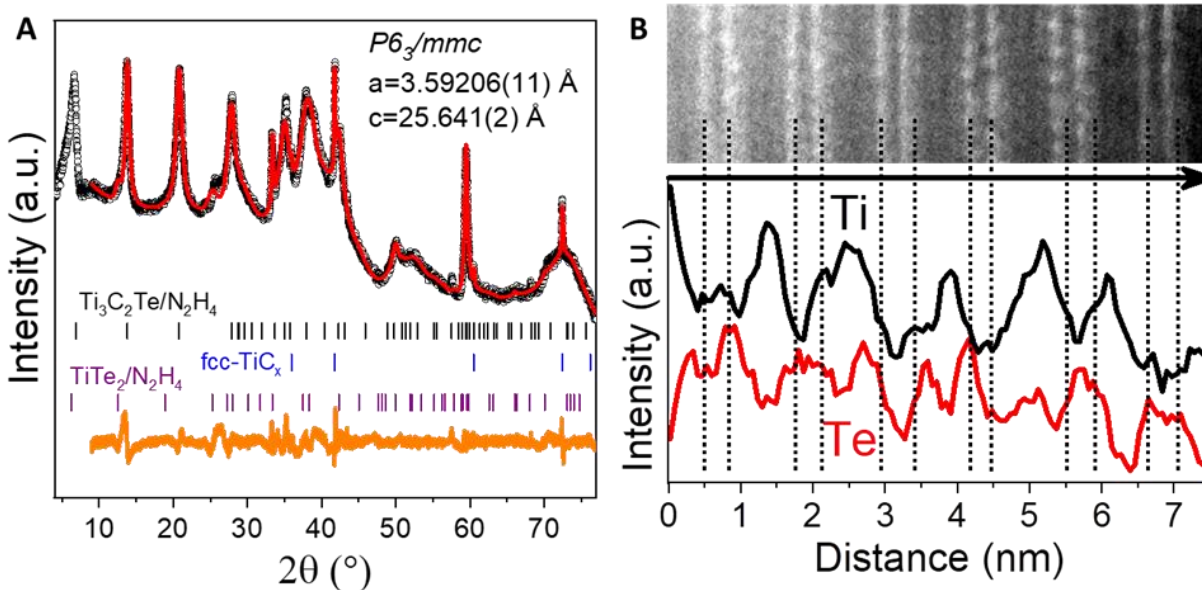 A
P6₃/mmc
a=3.59206(11) Å
c=25.641(2) Å
Intensity (a.u.)
Ti₃C₂Te/N₂H₄
fcc-TiCₓ
TiTe₂/N₂H₄
10 20 30 40 50 60 70
2θ (°)
B
Intensity (a.u.)
Ti
Te
0 1 2 3 4 5 6 7
Distance (nm)